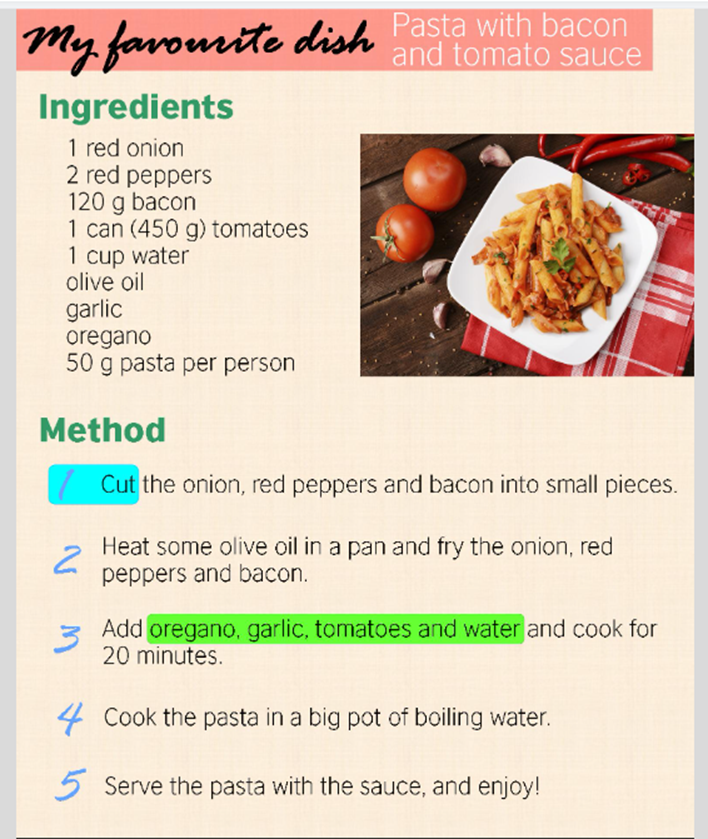 My favourite dish
Pasta with bacon
and tomato sauce
Ingredients
1 red onion
2 red peppers
120 g bacon
1 can (450 g) tomatoes
1 cup water
olive oil
garlic
oregano
50 g pasta per person
Method
1 Cut the onion, red peppers and bacon into small pieces.
2 Heat some olive oil in a pan and fry the onion, red
peppers and bacon.
3 Add oregano, garlic, tomatoes and water and cook for
20 minutes.
4 Cook the pasta in a big pot of boiling water.
5 Serve the pasta with the sauce, and enjoy!